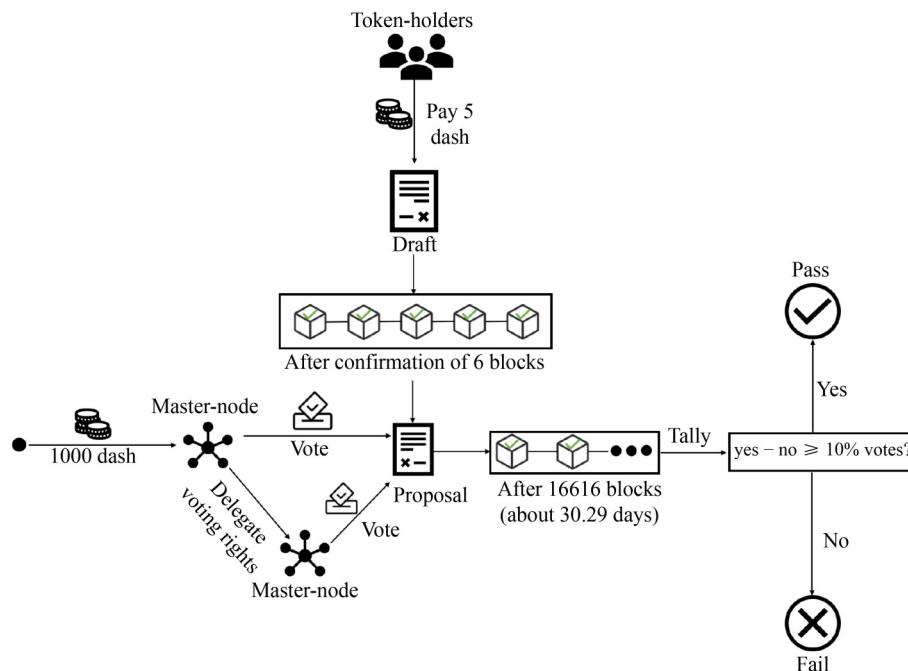 Token-holders
Pay 5
dash
Draft
After confirmation of 6 blocks
Pass
Yes
Master-node
1000 dash
Vote
Proposal
Delegate
voting rights
Vote
Master-node
After 16616 blocks
(about 30.29 days)
Tally
yes – no ⩾ 10% votes?
No
Fail